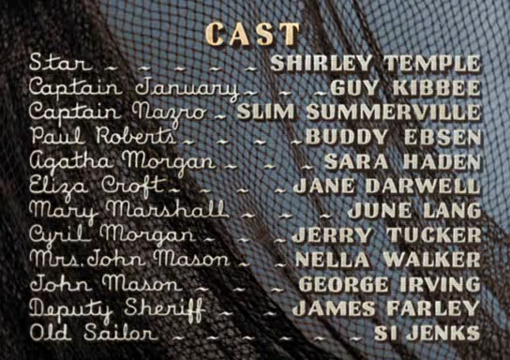 CAST
Star ~ ~ ~ ~ ~ SHIRLEY TEMPLE
Captain January ~ ~ ~ GUY KIBBEE
Captain Nazro ~ SLIM SUMMERVILLE
Paul Roberts ~ ~ ~ ~ BUDDY EBSEN
Agatha Morgan ~ ~ ~ SARA HADEN
Eliza Croft ~ ~ ~ ~ JANE DARWELL
Mary Marshall ~ ~ ~ JUNE LANG
Cyril Morgan ~ ~ ~ JERRY TUCKER
Mrs. John Mason ~ ~ NELLA WALKER
John Mason ~ ~ ~ GEORGE IRVING
Deputy Sheriff ~ ~ JAMES FARLEY
Old Sailor ~ ~ ~ ~ ~ SI JENKS